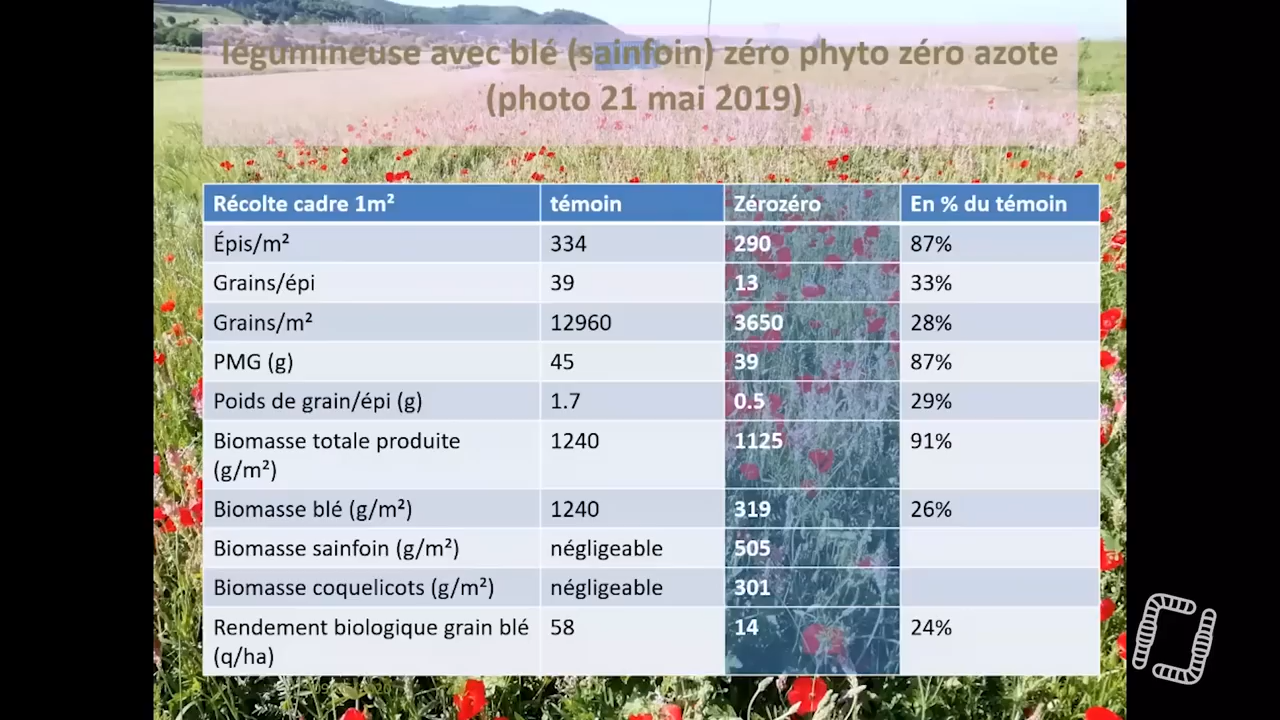 légumineuse avec blé (sainfoin) zéro phyto zéro azote
(photo 21 mai 2019)
Récolte cadre 1m² témoin Zérozéro En % du témoin
Épis/m² 334 290 87%
Grains/épi 39 13 33%
Grains/m² 12960 3650 28%
PMG (g) 45 39 87%
Poids de grain/épi (g) 1.7 0.5 29%
Biomasse totale produite 1240 1125 91%
(g/m²)
Biomasse blé (g/m²) 1240 319 26%
Biomasse sainfoin (g/m²) négligeable 505
Biomasse coquelicots (g/m²) négligeable 301
Rendement biologique grain blé 58 14 24%
(q/ha)